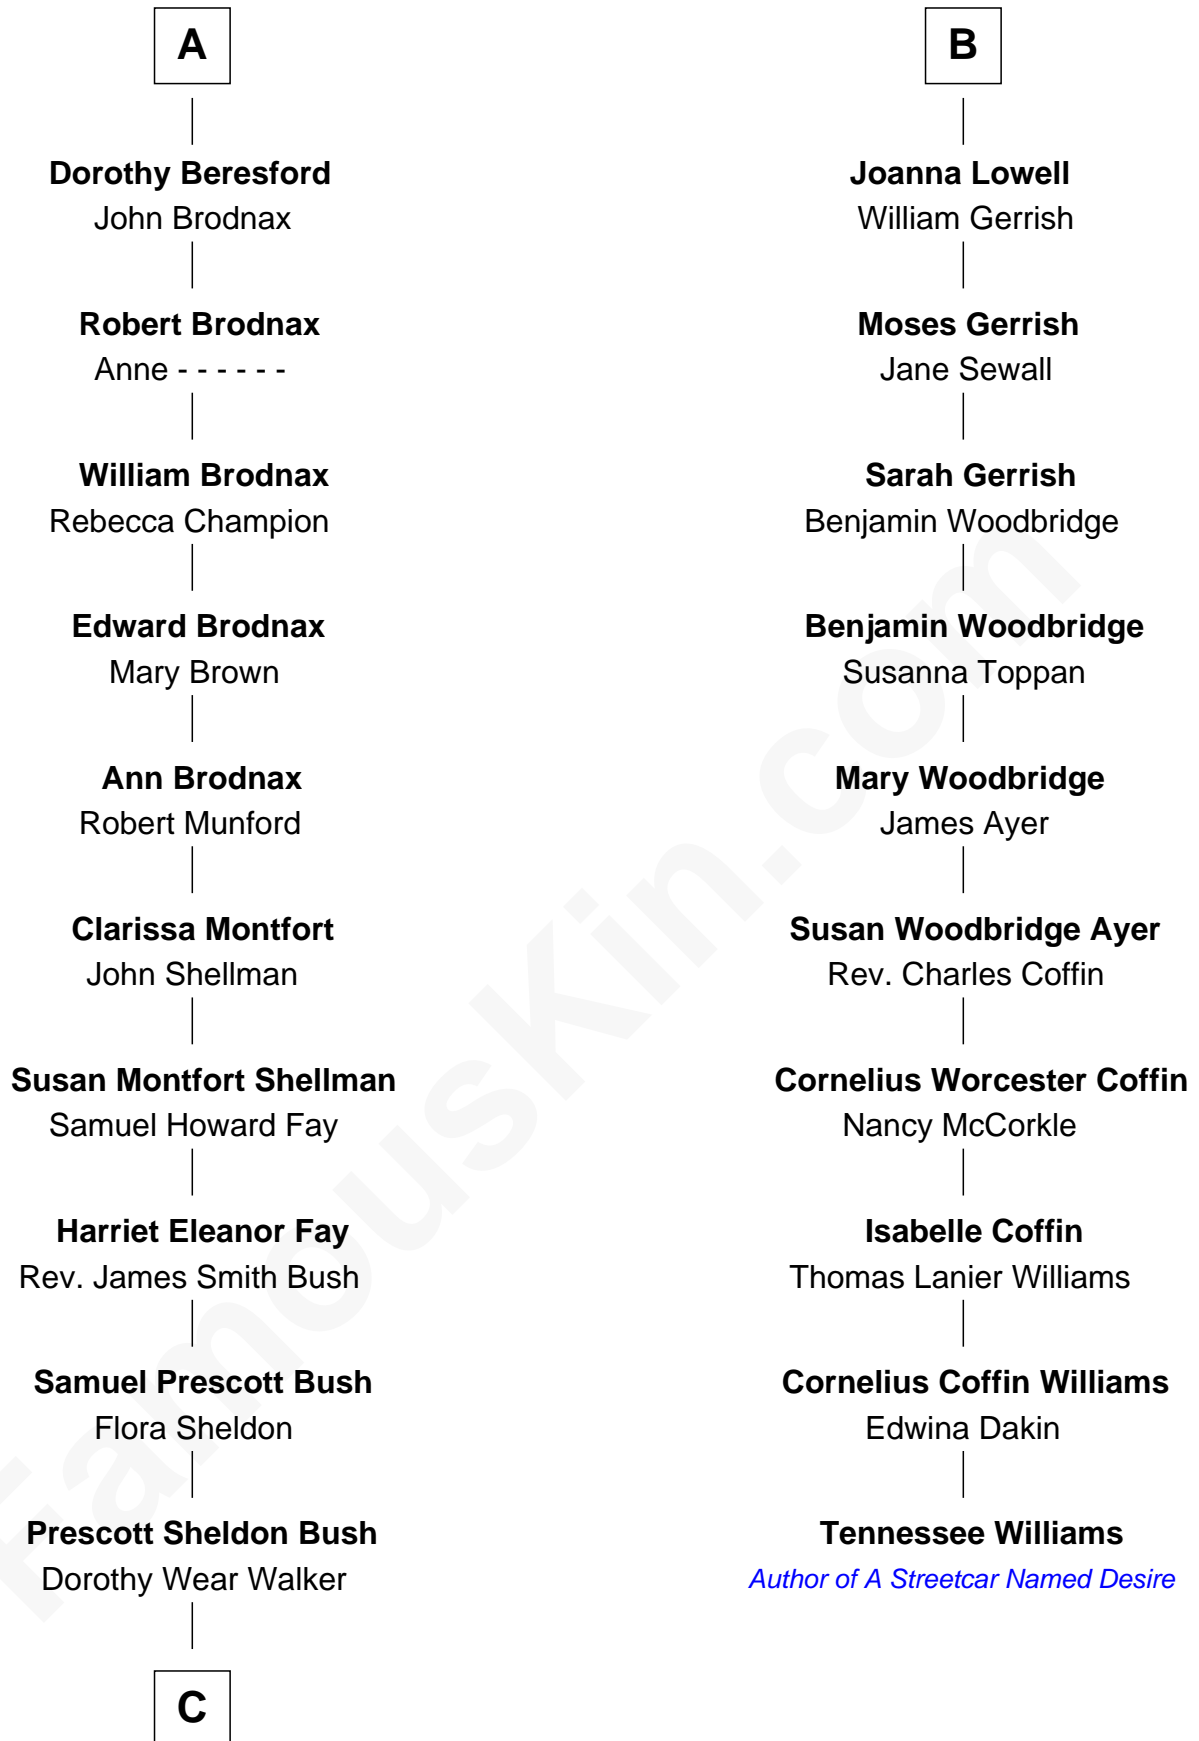 A
Dorothy Beresford
John Brodnax
Robert Brodnax
Anne - - - - - -
William Brodnax
Rebecca Champion
Edward Brodnax
Mary Brown
Ann Brodnax
Robert Munford
Clarissa Montfort
John Shellman
Susan Montfort Shellman
Samuel Howard Fay
Harriet Eleanor Fay
Rev. James Smith Bush
Samuel Prescott Bush
Flora Sheldon
Prescott Sheldon Bush
Dorothy Wear Walker
C
B
Joanna Lowell
William Gerrish
Moses Gerrish
Jane Sewall
Sarah Gerrish
Benjamin Woodbridge
Benjamin Woodbridge
Susanna Toppan
Mary Woodbridge
James Ayer
Susan Woodbridge Ayer
Rev. Charles Coffin
Cornelius Worcester Coffin
Nancy McCorkle
Isabelle Coffin
Thomas Lanier Williams
Cornelius Coffin Williams
Edwina Dakin
Tennessee Williams
Author of A Streetcar Named Desire
FamousKin.com